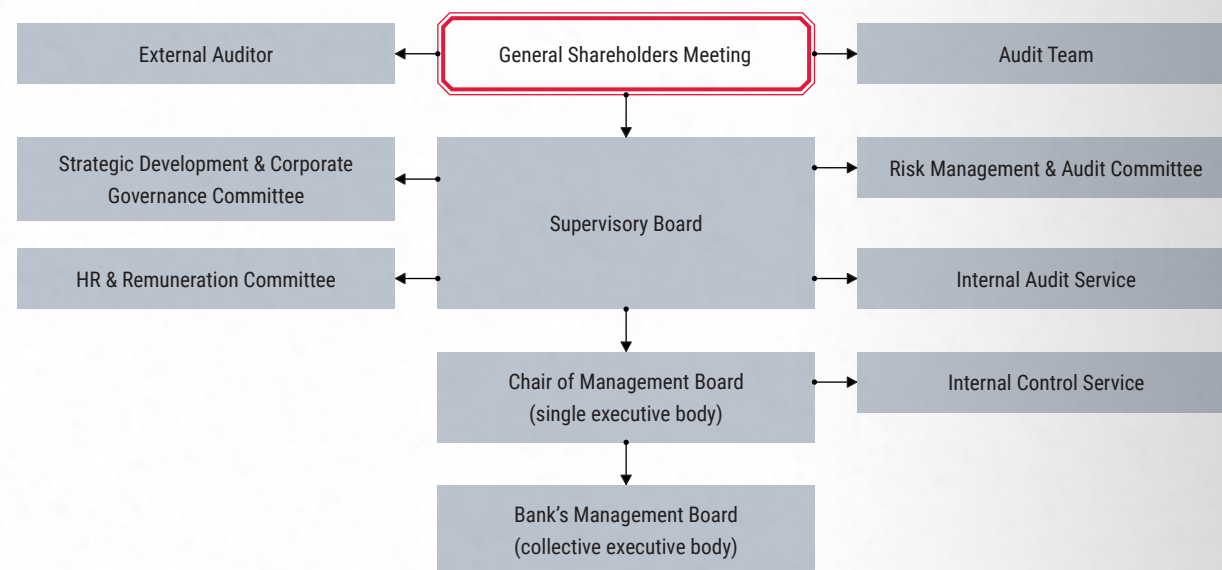 External Auditor
General Shareholders Meeting
Audit Team
Strategic Development & Corporate
Governance Committee
Supervisory Board
Risk Management & Audit Committee
HR & Remuneration Committee
Internal Audit Service
Chair of Management Board
(single executive body)
Internal Control Service
Bank’s Management Board
(collective executive body)